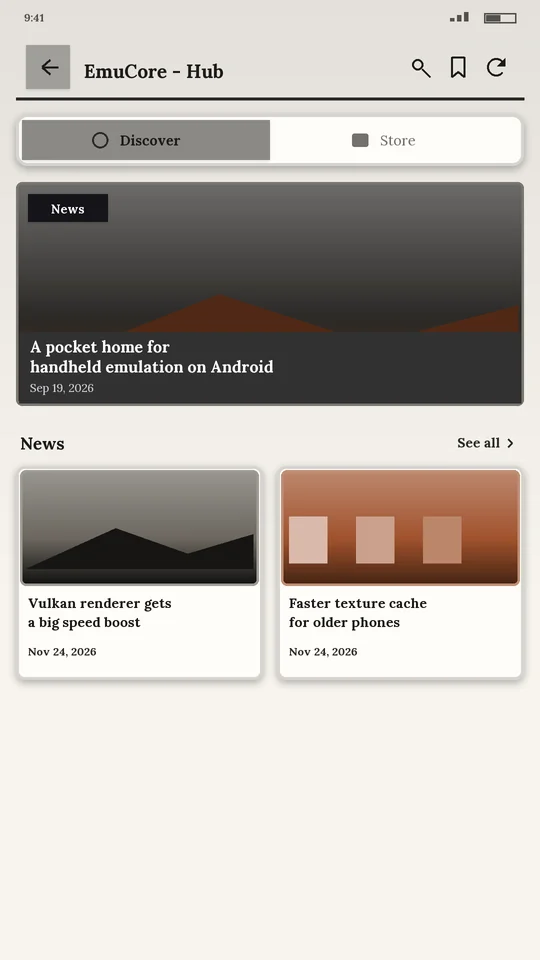 9:41
EmuCore - Hub
Discover
Store
News
A pocket home for
handheld emulation on Android
Sep 19, 2026
News
See all
Vulkan renderer gets
a big speed boost
Nov 24, 2026
Faster texture cache
for older phones
Nov 24, 2026